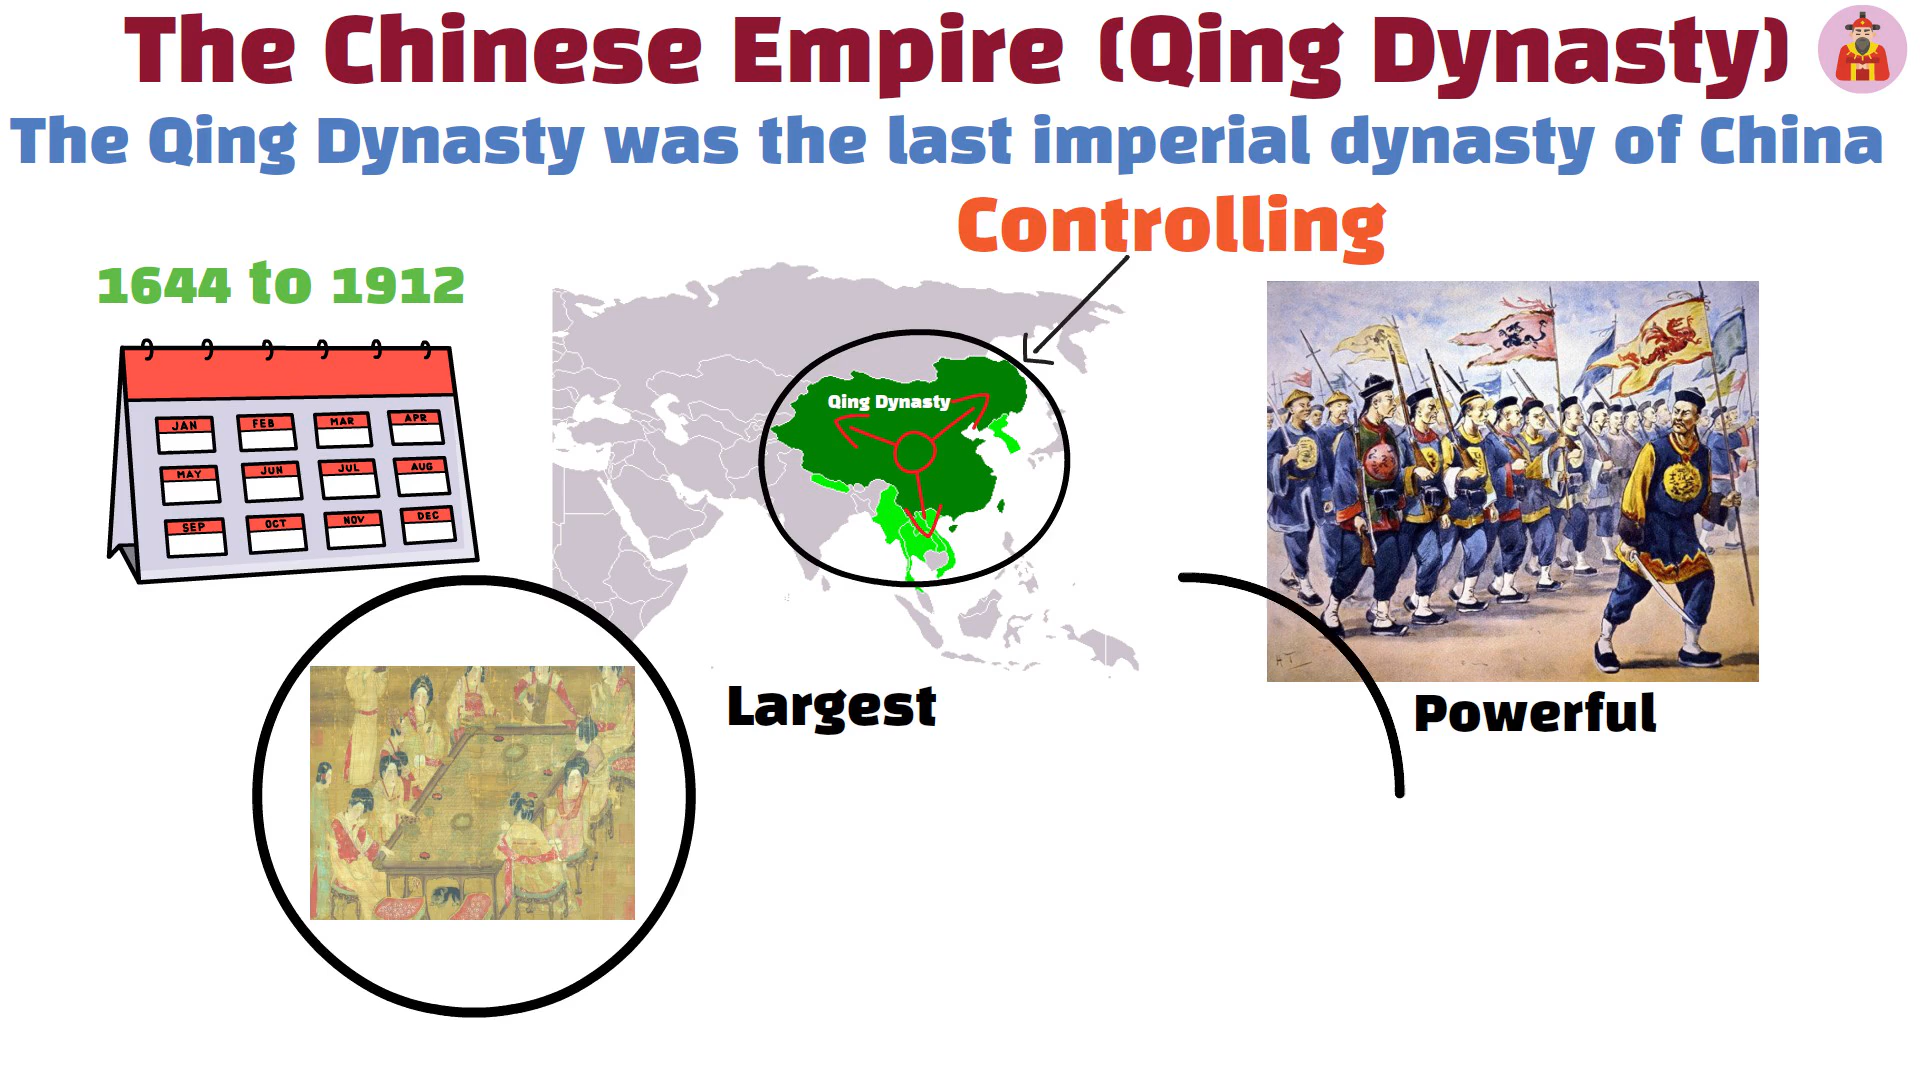 The Chinese Empire (Qing Dynasty)
The Qing Dynasty was the last imperial dynasty of China
Controlling
1644 to 1912
JAN FEB MAR APR
MAY JUN JUL AUG
SEP OCT NOV DEC
Qing Dynasty
Largest
Powerful
H.T